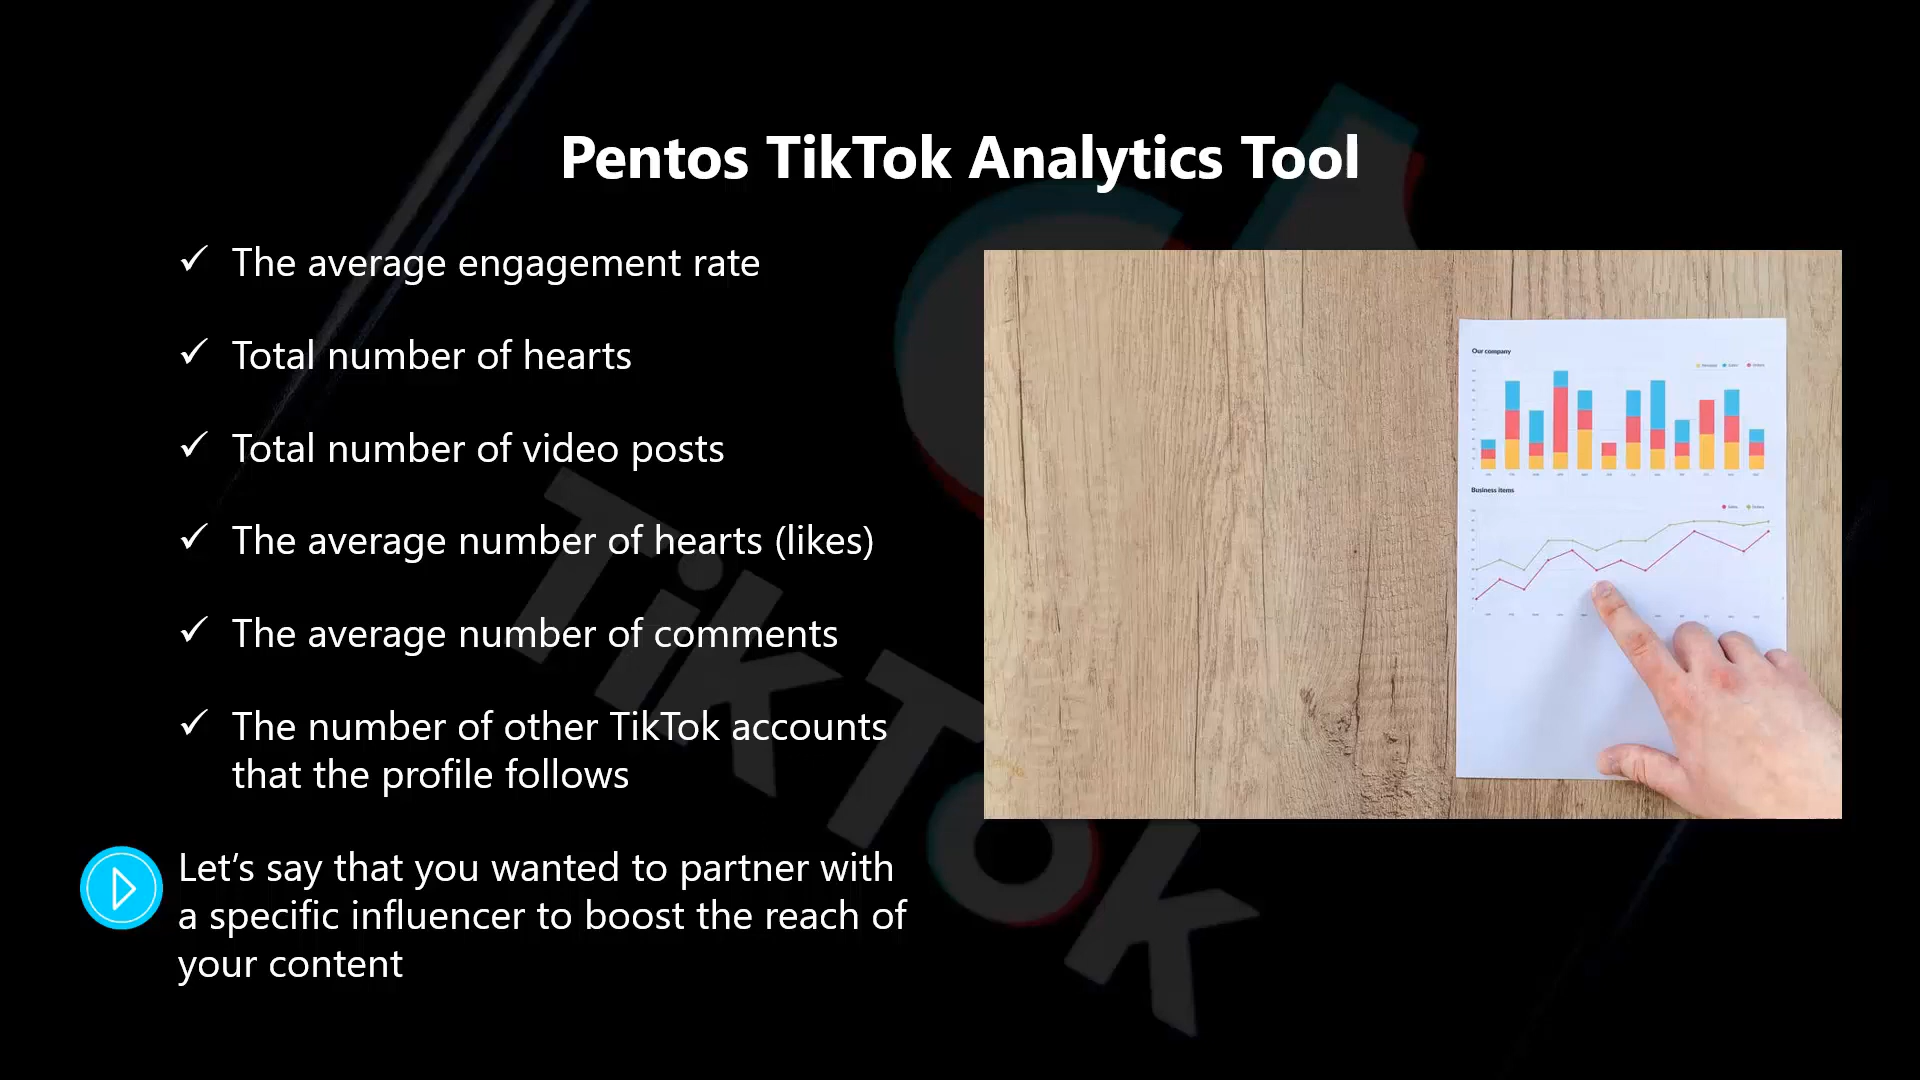 Pentos TikTok Analytics Tool
The average engagement rate
Total number of hearts
Total number of video posts
The average number of hearts (likes)
The average number of comments
The number of other TikTok accounts
that the profile follows
Let’s say that you wanted to partner with
a specific influencer to boost the reach of
your content
Our company
Business items
TikTok